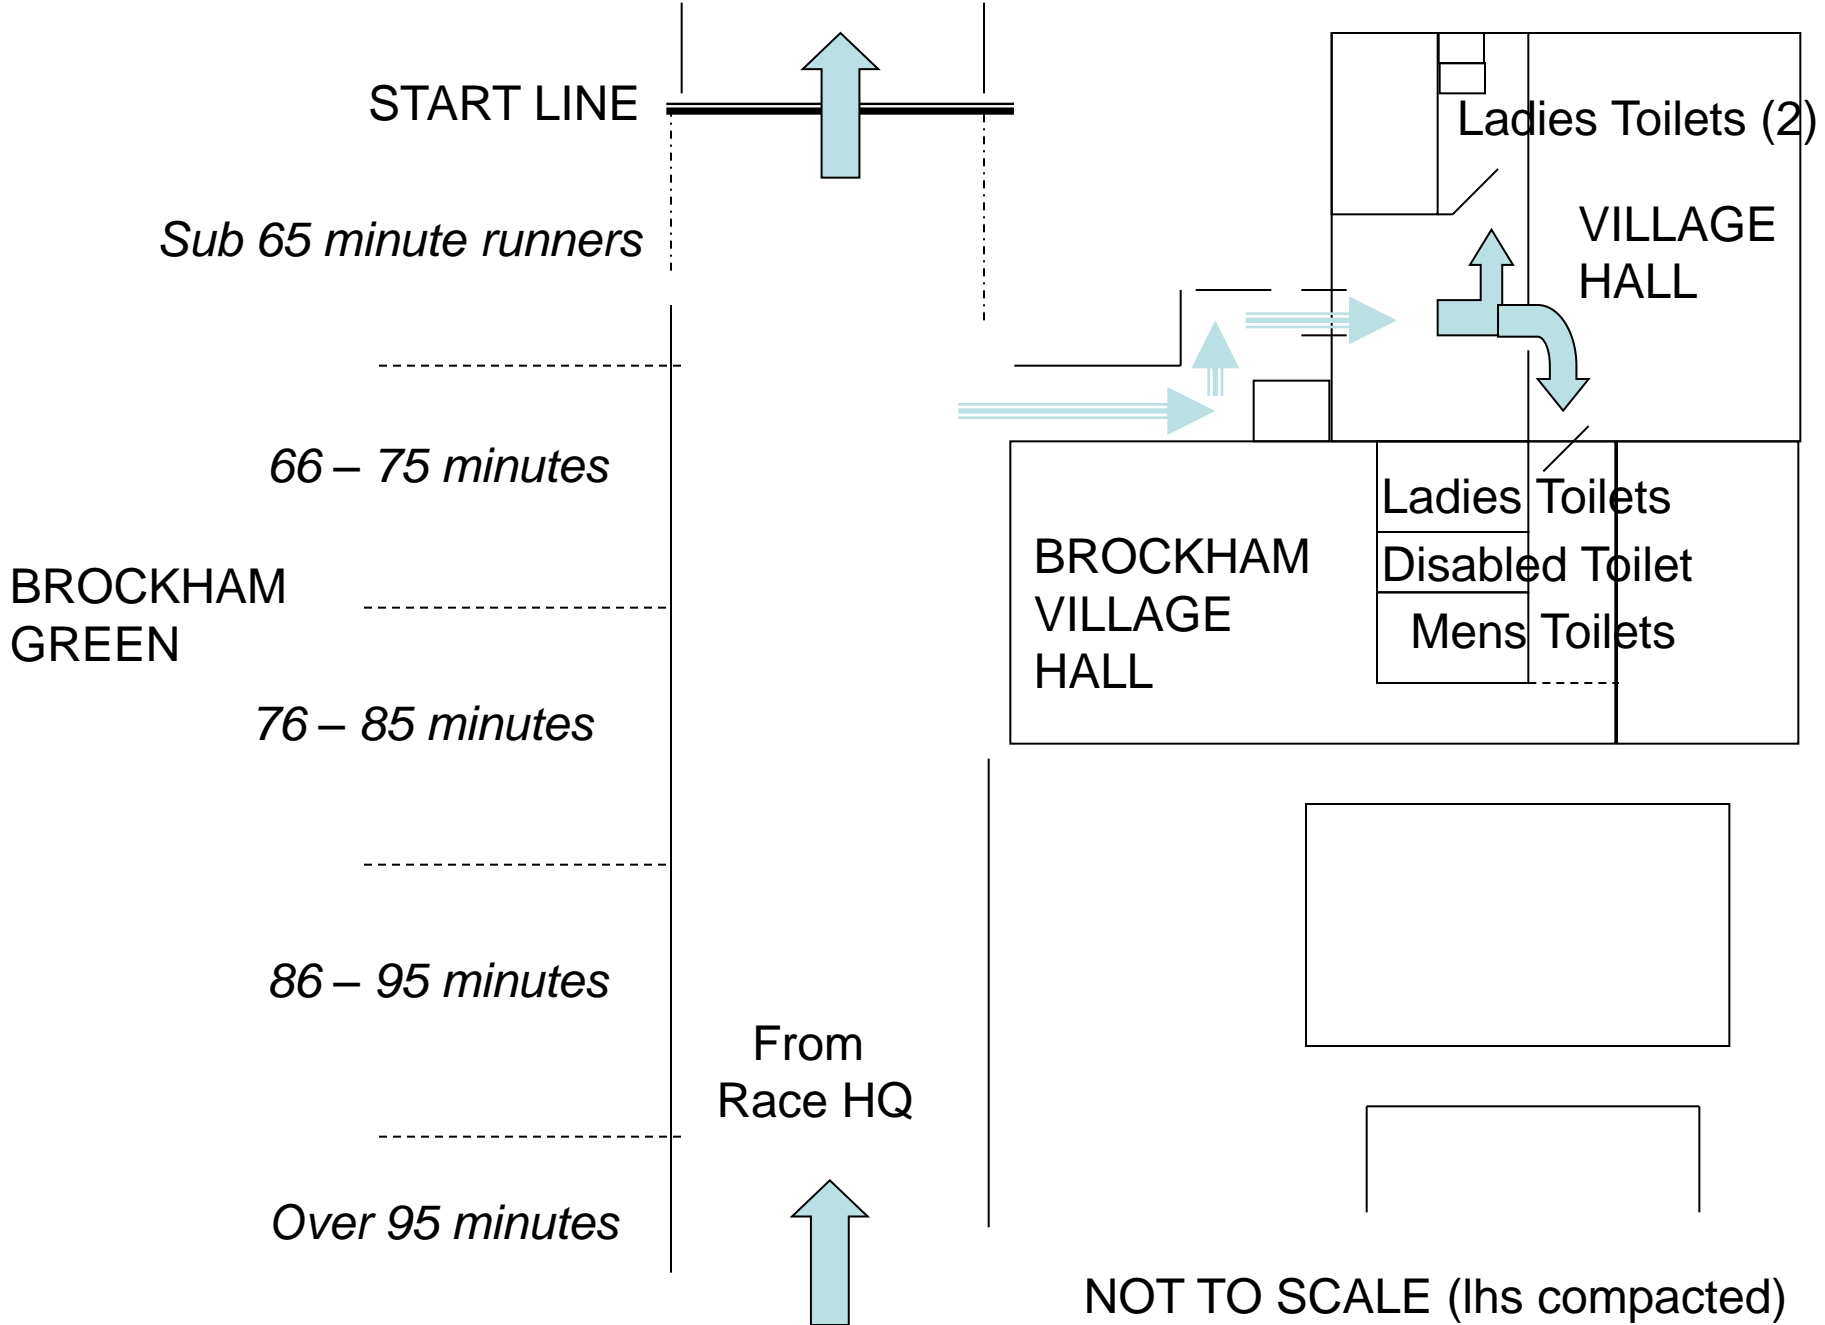 START LINE
Ladies Toilets (2)
Sub 65 minute runners
VILLAGE
HALL
66 – 75 minutes
Ladies Toilets
BROCKHAM
VILLAGE
HALL
Disabled Toilet
Mens Toilets
BROCKHAM
GREEN
76 – 85 minutes
86 – 95 minutes
From
Race HQ
Over 95 minutes
NOT TO SCALE (lhs compacted)